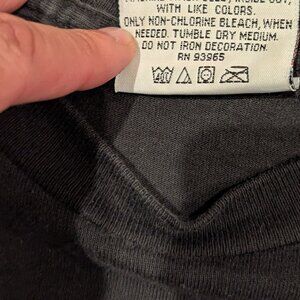 WITH LIKE COLORS.
ONLY NON-CHLORINE BLEACH, WHEN
NEEDED. TUMBLE DRY MEDIUM.
DO NOT IRON DECORATION.
RN 93965